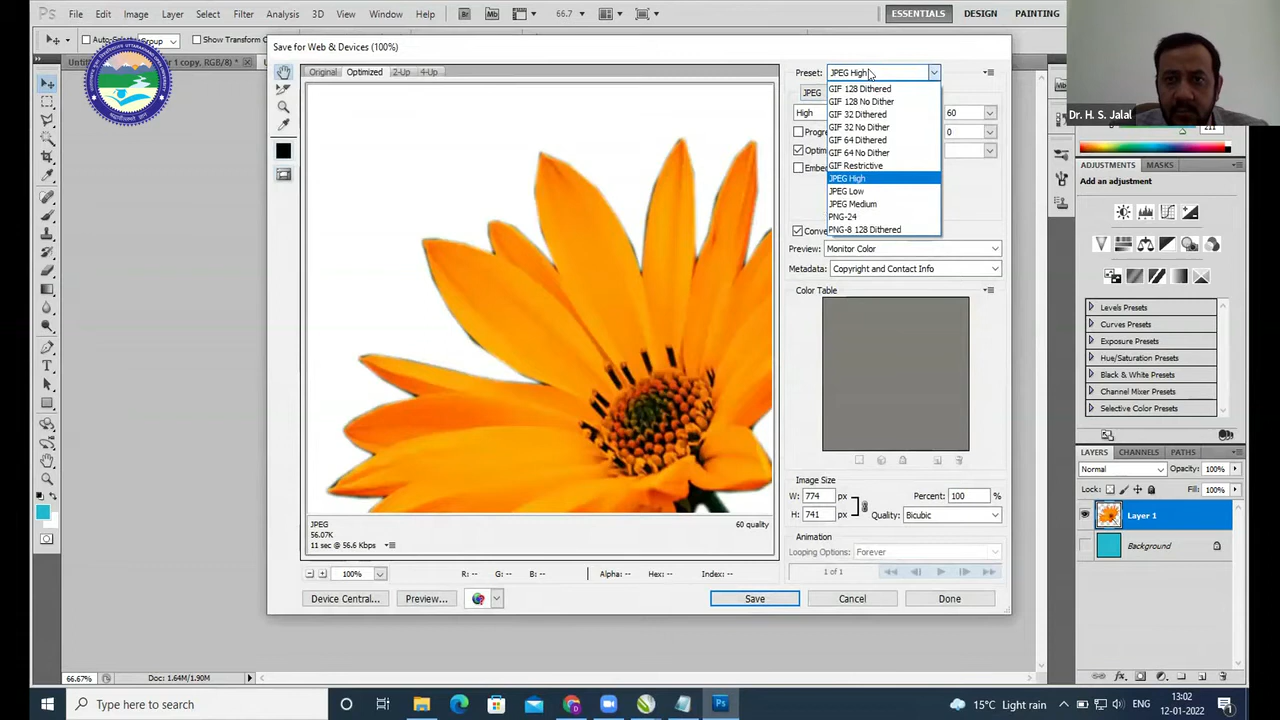 Ps File Edit Image Layer Select Filter Analysis 3D View Window Help Br Mb 66.7 ESSENTIALS DESIGN PAINTING
Group Show Transform
Save for Web & Devices (100%)
1 copy, RGB/8) *
Original Optimized 2-Up 4-Up
Preset: JPEG High
JPEG
High
60
0
GIF 128 Dithered
GIF 128 No Dither
GIF 32 Dithered
GIF 32 No Dither
GIF 64 Dithered
GIF 64 No Dither
GIF Restrictive
JPEG High
JPEG Low
JPEG Medium
PNG-24
PNG-8 128 Dithered
Preview: Monitor Color
Metadata: Copyright and Contact Info
Color Table
Image Size
W: 774 px Percent: 100 %
H: 741 px Quality: Bicubic
Animation
Looping Options: Forever
1 of 1
JPEG 60 quality
56.07K
11 sec @ 56.6 Kbps
100% R: -- G: -- B: -- Alpha: -- Hex: -- Index: --
Device Central... Preview... Save Cancel Done
Dr. H. S. Jalal
211
ADJUSTMENTS MASKS
Add an adjustment
Levels Presets
Curves Presets
Exposure Presets
Hue/Saturation Presets
Black & White Presets
Channel Mixer Presets
Selective Color Presets
LAYERS CHANNELS PATHS
Normal Opacity: 100%
Lock: Fill: 100%
Layer 1
Background
66.67% Doc: 1.64M/1.90M
Type here to search
15°C Light rain
13:02
12-01-2022